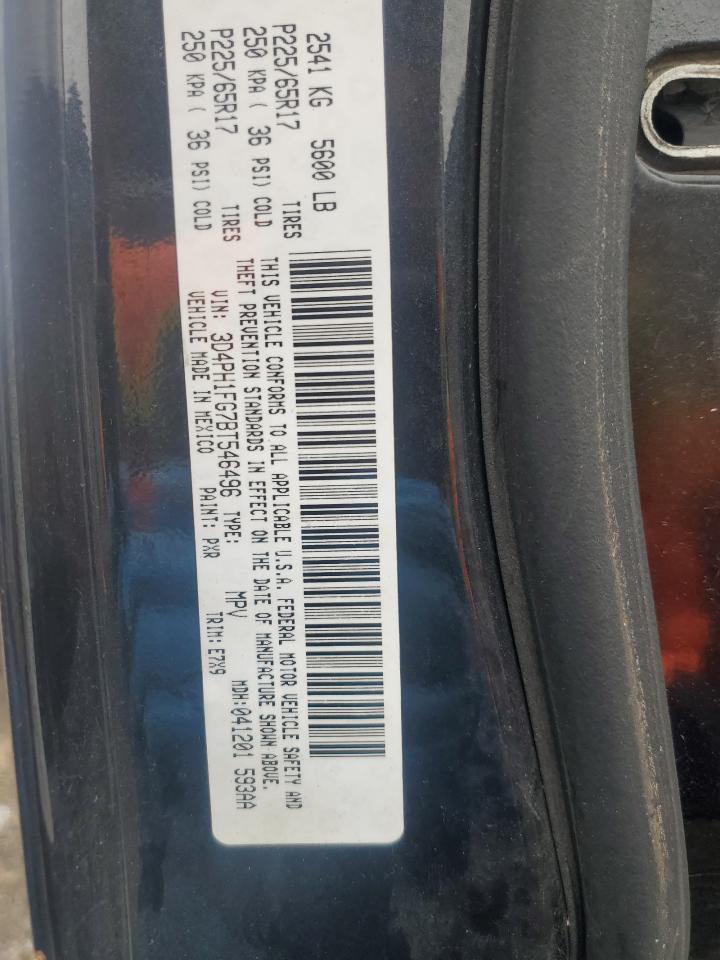 2541 KG 5600 LB
P225/65R17 TIRES
250 KPA ( 36 PSI) COLD
P225/65R17 TIRES
250 KPA ( 36 PSI) COLD
THIS VEHICLE CONFORMS TO ALL APPLICABLE U.S.A. FEDERAL MOTOR VEHICLE SAFETY AND
THEFT PREVENTION STANDARDS IN EFFECT ON THE DATE OF MANUFACTURE SHOWN ABOVE.
VIN: 3D4PH1FG7BT546496 TYPE: MPV MDH:041201 593AA
VEHICLE MADE IN MEXICO PAINT: PXR TRIM: E7X9